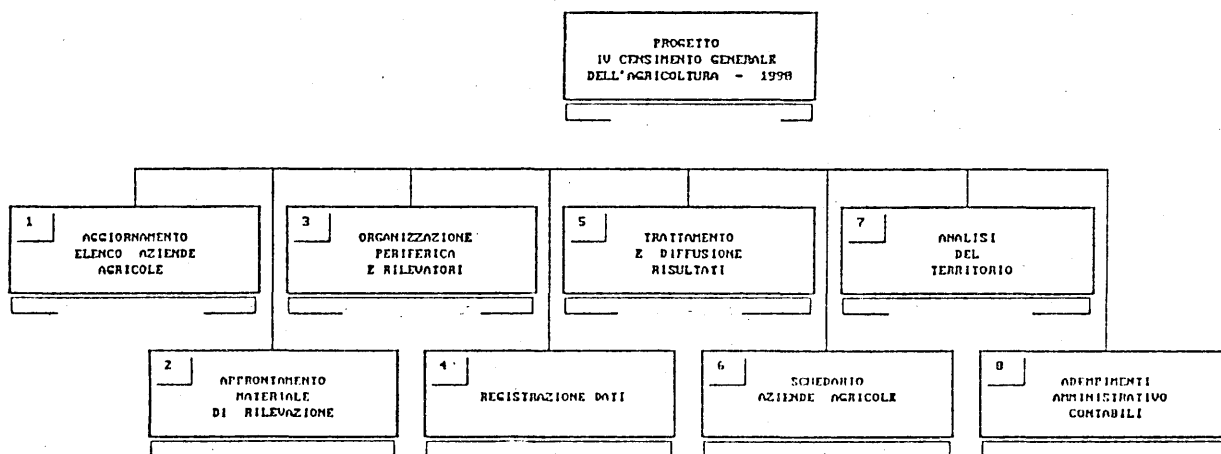 PROGETTO
IV CENSIMENTO GENERALE
DELL'AGRICOLTURA - 1990
1
AGGIORNAMENTO
ELENCO AZIENDE
AGRICOLE
3
ORGANIZZAZIONE
PERIFERICA
E RILEVATORI
5
TRATTAMENTO
E DIFFUSIONE
RISULTATI
7
ANALISI
DEL
TERRITORIO
2
APPRONTAMENTO
MATERIALE
DI RILEVAZIONE
4
REGISTRAZIONE DATI
6
SCHEDARIO
AZIENDE AGRICOLE
8
ADEMPIMENTI
AMMINISTRATIVO
CONTABILI